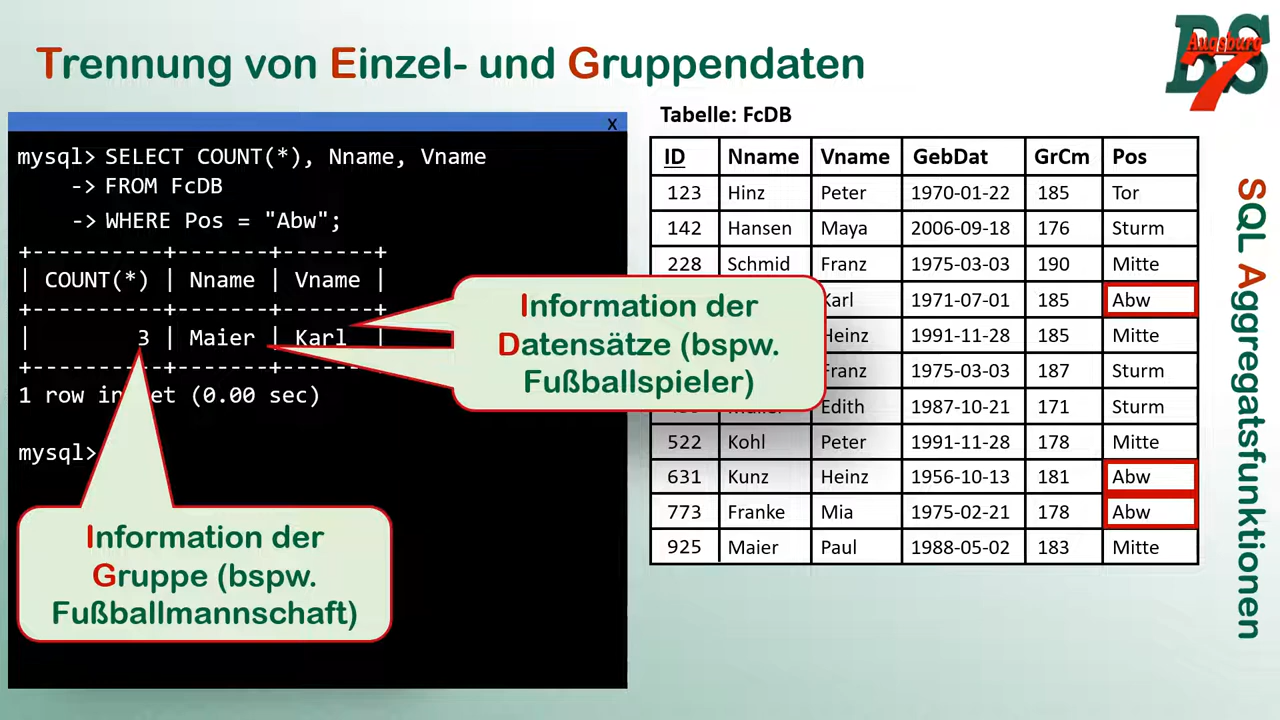 Trennung von Einzel- und Gruppendaten
BS
Augsburg
7
x
mysql> SELECT COUNT(*), Nname, Vname
-> FROM FcDB
-> WHERE Pos = "Abw";
+----------+-------+-------+
| COUNT(*) | Nname | Vname |
+----------+-------+-------+
| 3 | Maier | Karl |
+----------+-------+-------+
1 row in set (0.00 sec)
mysql>
Information der
Datensätze (bspw.
Fußballspieler)
Information der
Gruppe (bspw.
Fußballmannschaft)
Tabelle: FcDB
ID Nname Vname GebDat GrCm Pos
123 Hinz Peter 1970-01-22 185 Tor
142 Hansen Maya 2006-09-18 176 Sturm
228 Schmid Franz 1975-03-03 190 Mitte
Karl 1971-07-01 185 Abw
Heinz 1991-11-28 185 Mitte
Franz 1975-03-03 187 Sturm
Edith 1987-10-21 171 Sturm
522 Kohl Peter 1991-11-28 178 Mitte
631 Kunz Heinz 1956-10-13 181 Abw
773 Franke Mia 1975-02-21 178 Abw
925 Maier Paul 1988-05-02 183 Mitte
SQL Aggregatsfunktionen